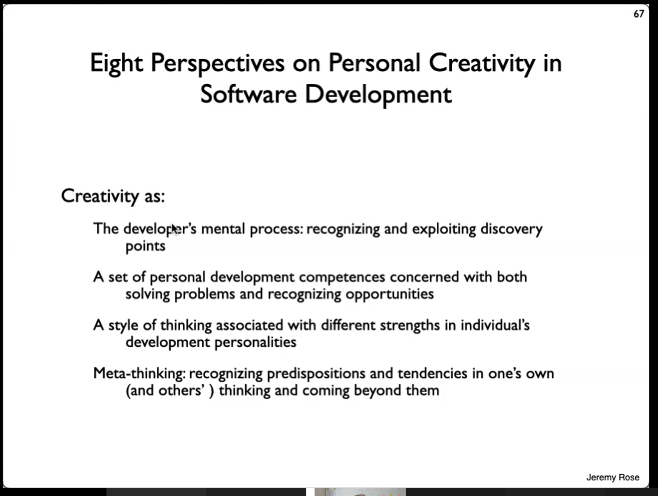 67
Eight Perspectives on Personal Creativity in
Software Development
Creativity as:
The developer's mental process: recognizing and exploiting discovery
points
A set of personal development competences concerned with both
solving problems and recognizing opportunities
A style of thinking associated with different strengths in individual's
development personalities
Meta-thinking: recognizing predispositions and tendencies in one's own
(and others' ) thinking and coming beyond them
Jeremy Rose